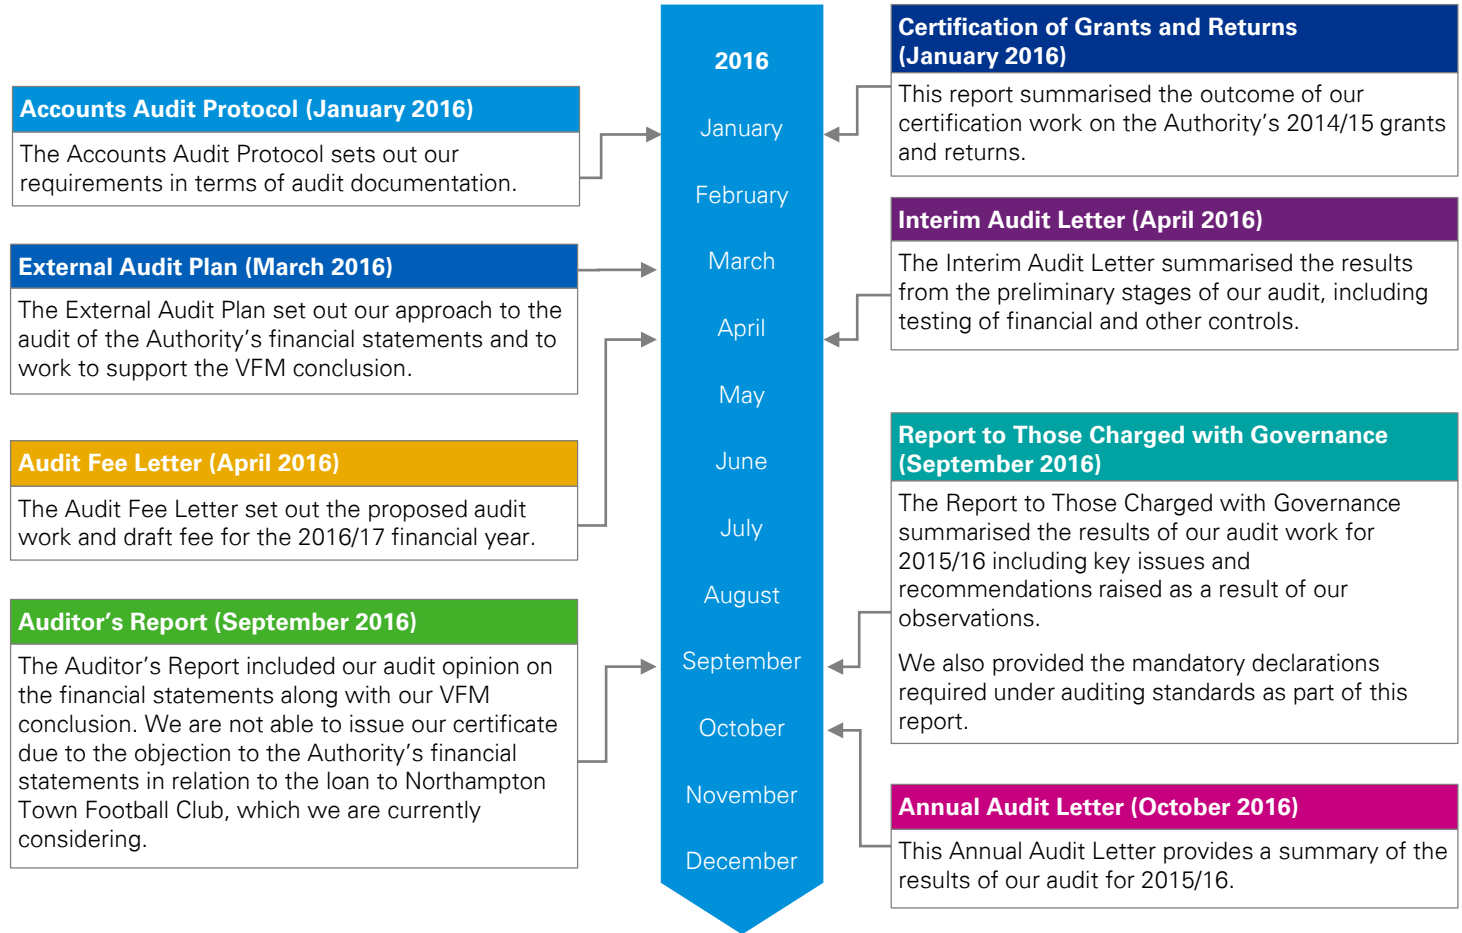 Accounts Audit Protocol (January 2016)
The Accounts Audit Protocol sets out our
requirements in terms of audit documentation.
External Audit Plan (March 2016)
The External Audit Plan set out our approach to the
audit of the Authority’s financial statements and to
work to support the VFM conclusion.
Audit Fee Letter (April 2016)
The Audit Fee Letter set out the proposed audit
work and draft fee for the 2016/17 financial year.
Auditor’s Report (September 2016)
The Auditor’s Report included our audit opinion on
the financial statements along with our VFM
conclusion. We are not able to issue our certificate
due to the objection to the Authority’s financial
statements in relation to the loan to Northampton
Town Football Club, which we are currently
considering.
2016
January
February
March
April
May
June
July
August
September
October
November
December
Certification of Grants and Returns
(January 2016)
This report summarised the outcome of our
certification work on the Authority’s 2014/15 grants
and returns.
Interim Audit Letter (April 2016)
The Interim Audit Letter summarised the results
from the preliminary stages of our audit, including
testing of financial and other controls.
Report to Those Charged with Governance
(September 2016)
The Report to Those Charged with Governance
summarised the results of our audit work for
2015/16 including key issues and
recommendations raised as a result of our
observations.
We also provided the mandatory declarations
required under auditing standards as part of this
report.
Annual Audit Letter (October 2016)
This Annual Audit Letter provides a summary of the
results of our audit for 2015/16.